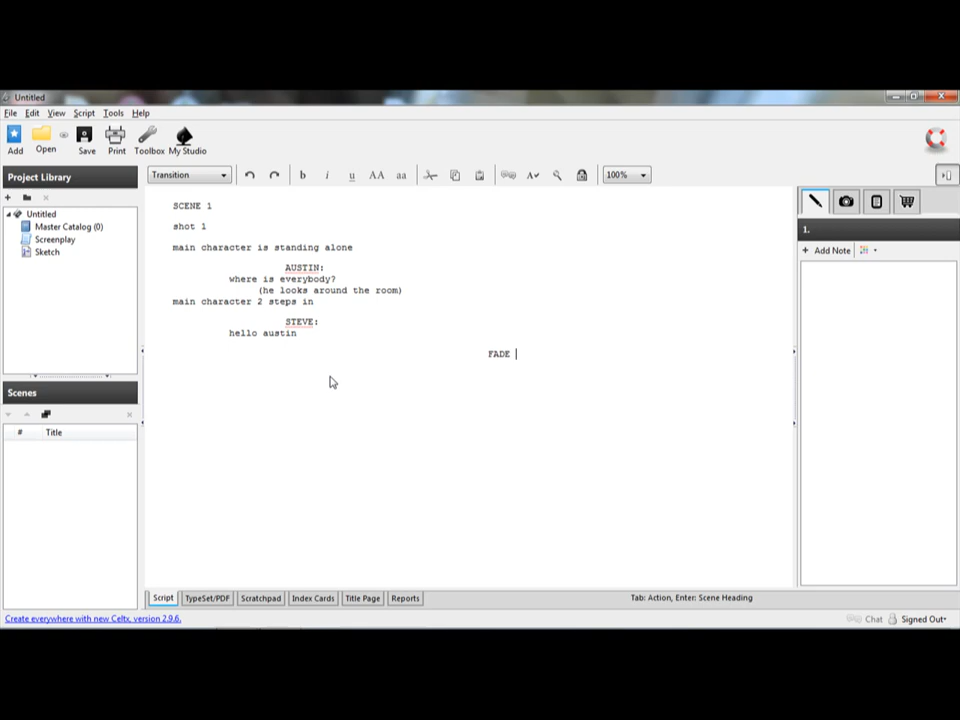 Untitled
File Edit View Script Tools Help
Add Open Save Print Toolbox My Studio
Project Library
Transition
b i u AA aa
100%
Untitled
Master Catalog (0)
Screenplay
Sketch
SCENE 1
shot 1
main character is standing alone
AUSTIN:
where is everybody?
(he looks around the room)
main character 2 steps in
STEVE:
hello austin
FADE
1.
Add Note
Scenes
# Title
Script TypeSet/PDF Scratchpad Index Cards Title Page Reports
Tab: Action, Enter: Scene Heading
Create everywhere with new Celtx, version 2.9.6.
Chat Signed Out